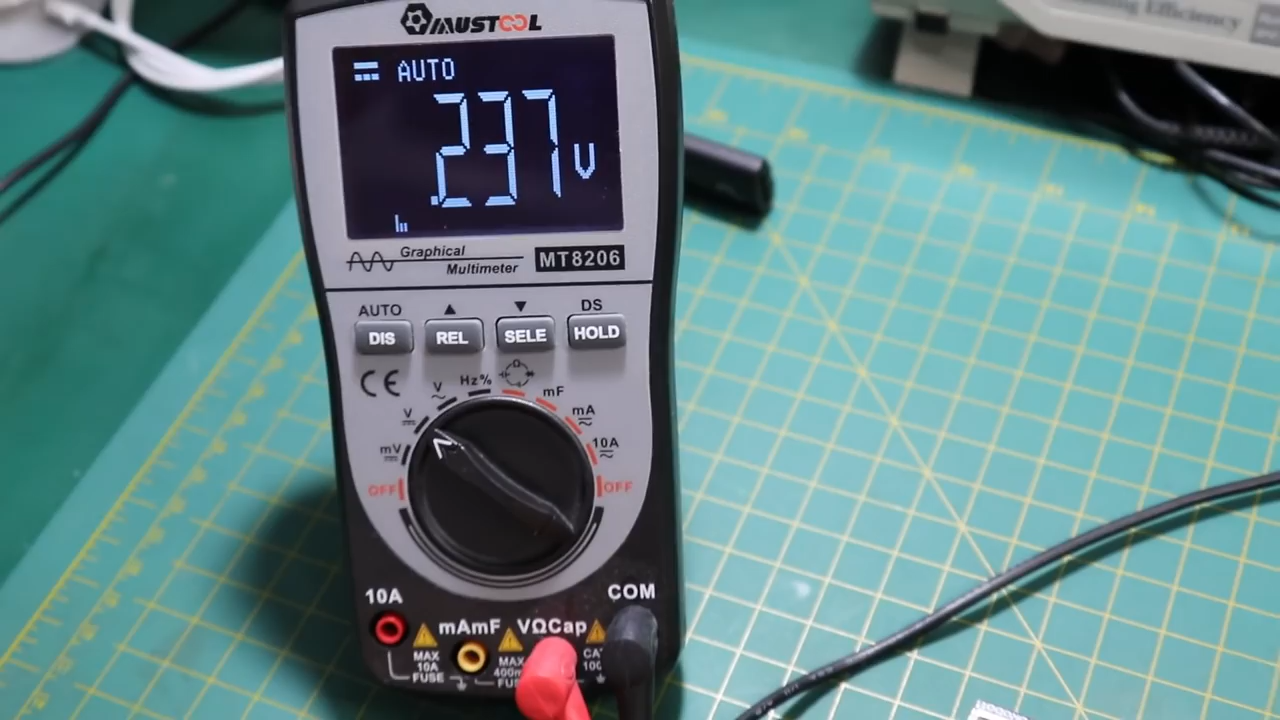 MUSTOOL
AUTO
.237 V
Graphical
Multimeter
MT8206
AUTO
DS
DIS
REL
SELE
HOLD
CE
Hz%
V
V
mV
OFF
mF
mA
10A
OFF
10A
COM
mAmF
VΩCap
MAX
10A
FUSE
MAX
Efficiency